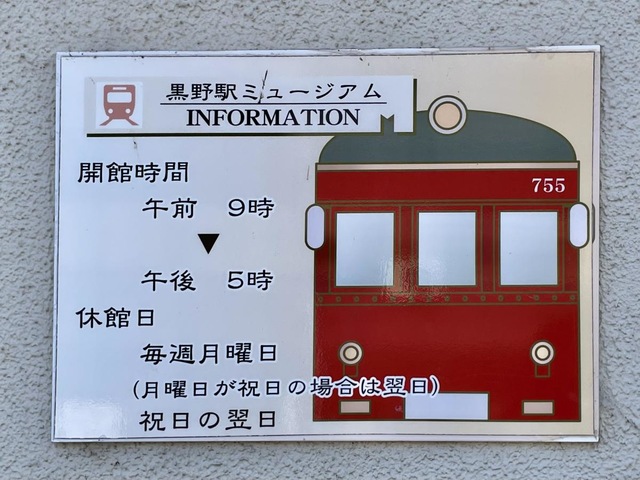 黒野駅ミュージアム
INFORMATION
755
開館時間
午前 9時
▼
午後 5時
休館日
毎週月曜日
(月曜日が祝日の場合は翌日)
祝日の翌日